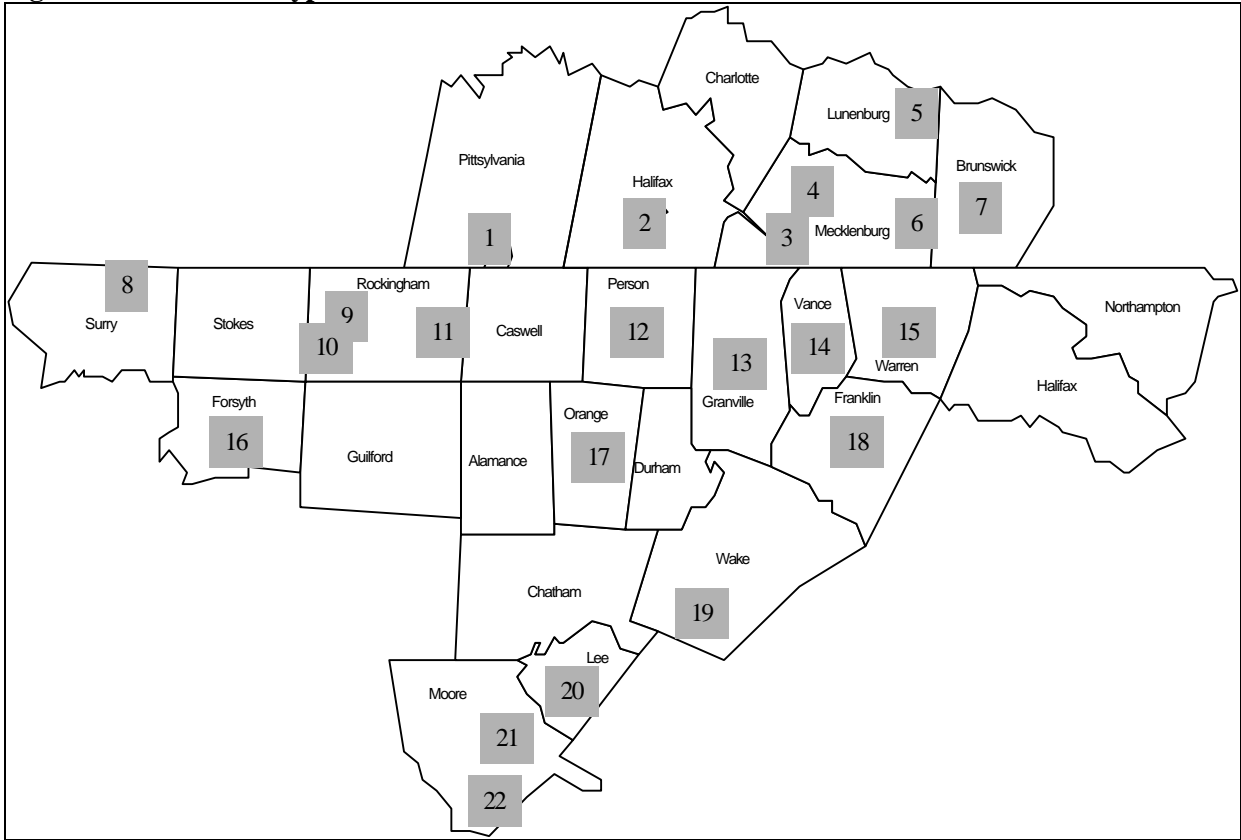 Charlotte
Lunenburg
5
Pittsylvania
Brunswick
Halifax
4
7
2
3
Mecklenburg
6
1
8
Surry
Stokes
Rockingham
9
10
11
Caswell
Person
12
Vance
14
15
Warren
Northampton
13
Granville
Halifax
Forsyth
16
Guilford
Alamance
Orange
17
Durham
Franklin
18
Wake
19
Chatham
Lee
20
Moore
21
22